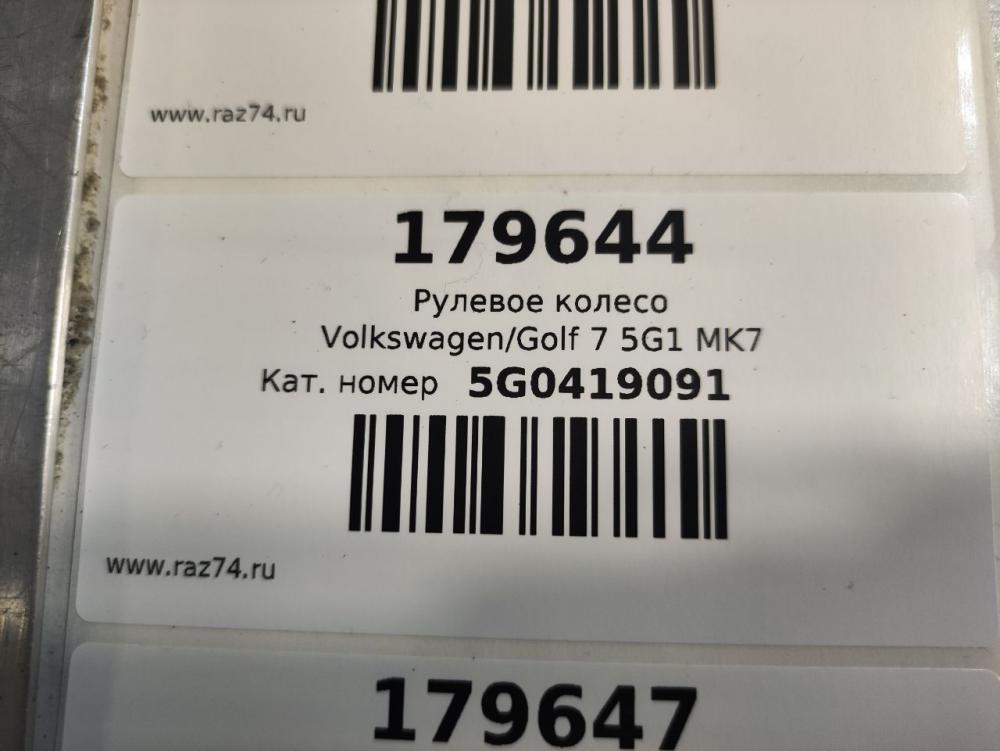 www.raz74.ru
179644
Рулевое колесо
Volkswagen/Golf 7 5G1 MK7
Кат. номер 5G0419091
www.raz74.ru
179647